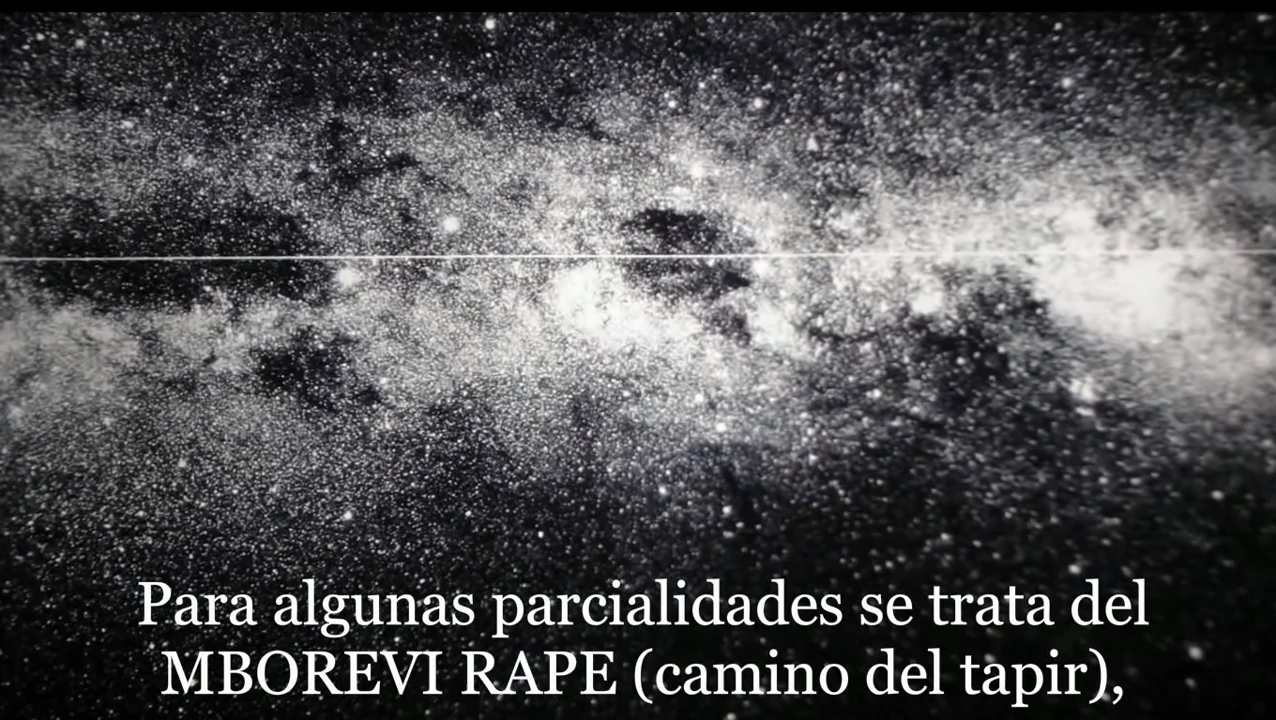 Para algunas parcialidades se trata del
MBOREVI RAPE (camino del tapir),